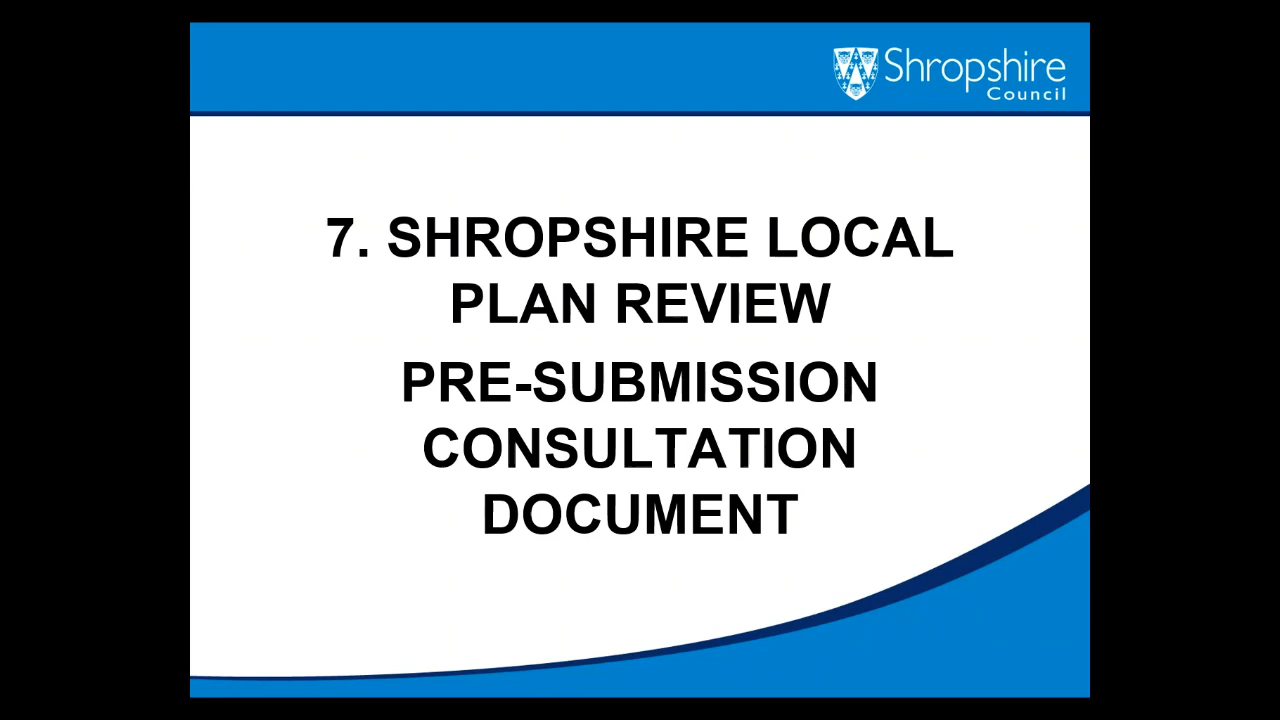 Shropshire
Council
7. SHROPSHIRE LOCAL
PLAN REVIEW
PRE-SUBMISSION
CONSULTATION
DOCUMENT